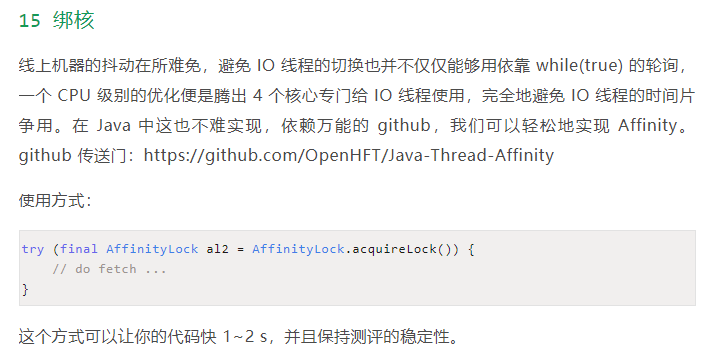 15 绑核
线上机器的抖动在所难免，避免 IO 线程的切换也并不仅仅能够用依靠 while(true) 的轮询，
一个 CPU 级别的优化便是腾出 4 个核心专门给 IO 线程使用，完全地避免 IO 线程的时间片
争用。在 Java 中这也不难实现，依赖万能的 github，我们可以轻松地实现 Affinity。
github 传送门：https://github.com/OpenHFT/Java-Thread-Affinity
使用方式：
try (final AffinityLock al2 = AffinityLock.acquireLock()) {
    // do fetch ...
}
这个方式可以让你的代码快 1~2 s，并且保持测评的稳定性。